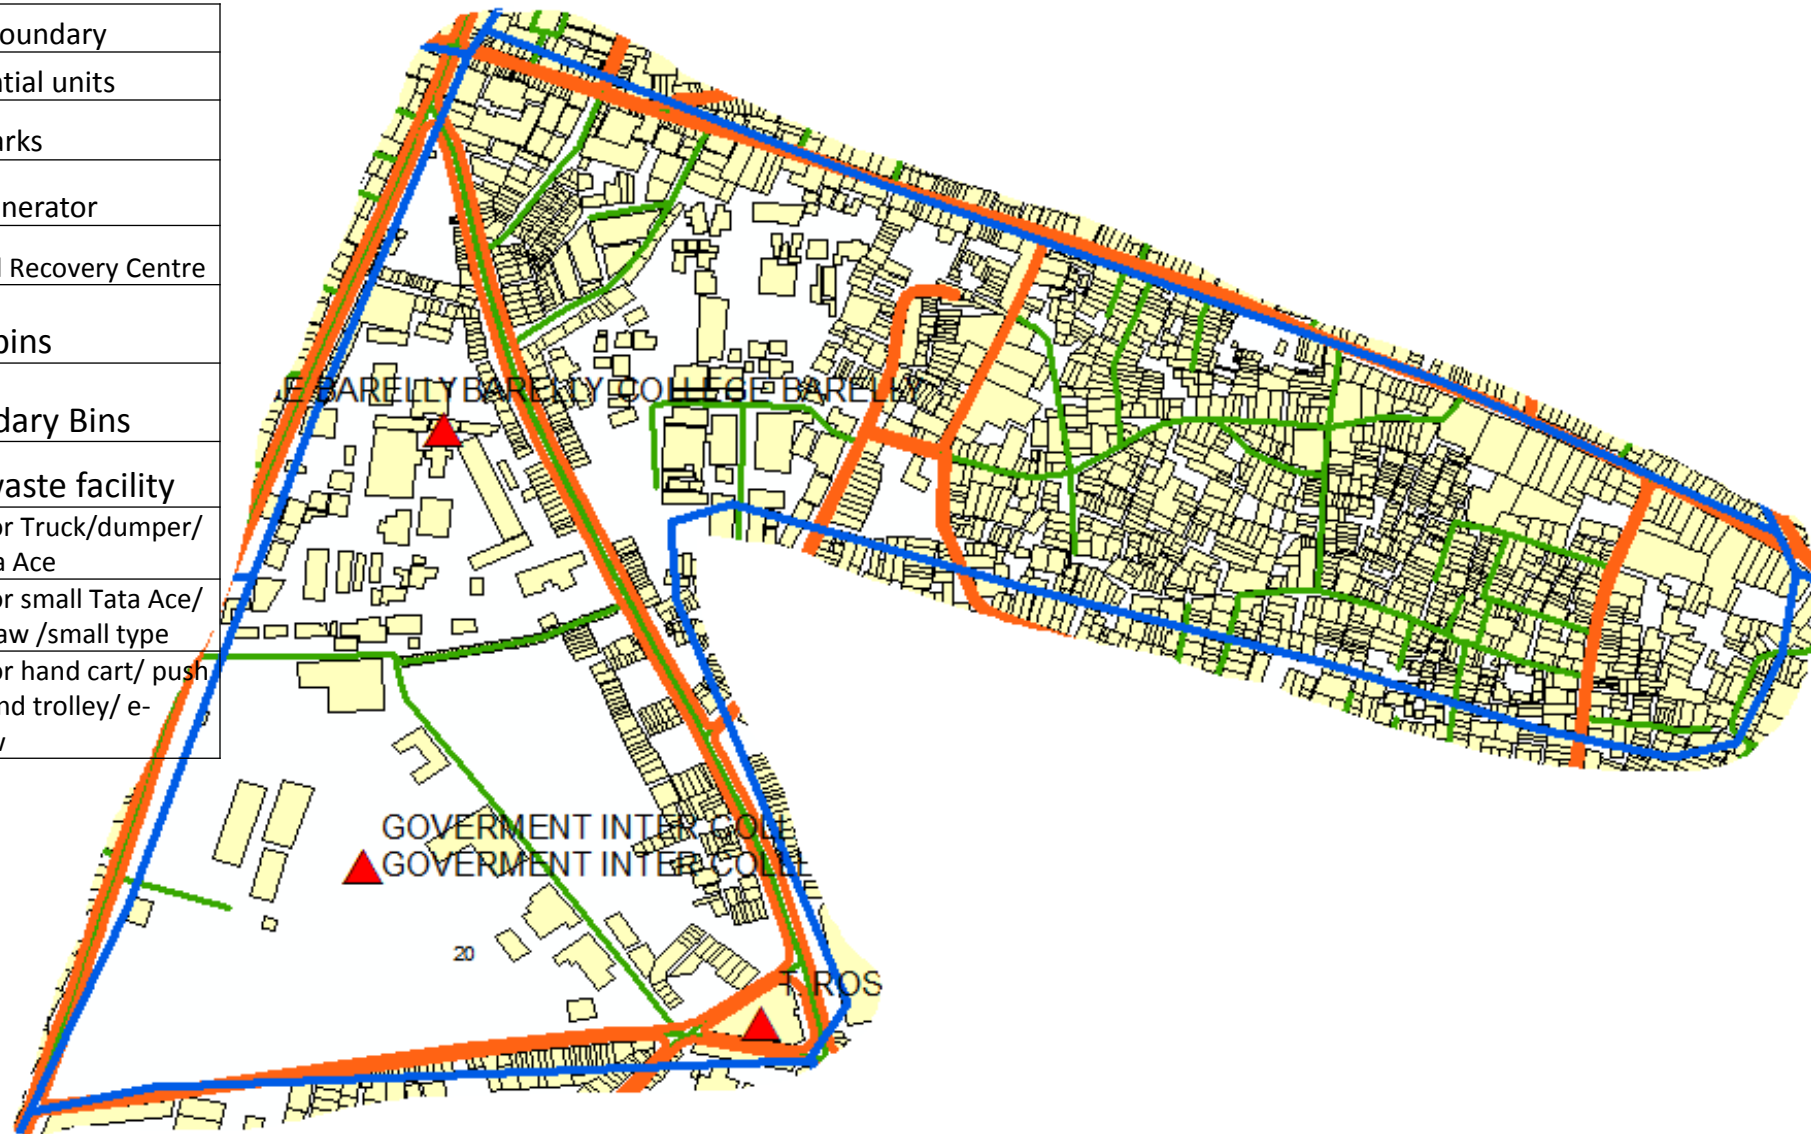 oundary
tial units
arks
nerator
l Recovery Centre
bins
dary Bins
vaste facility
or Truck/dumper/
a Ace
or small Tata Ace/
aw /small type
or hand cart/ push
nd trolley/ e-
E BARELLY BARELLY COLLEGE BARELLY
GOVERMENT INTER COLL
GOVERMENT INTER COLLE
20
T. ROS